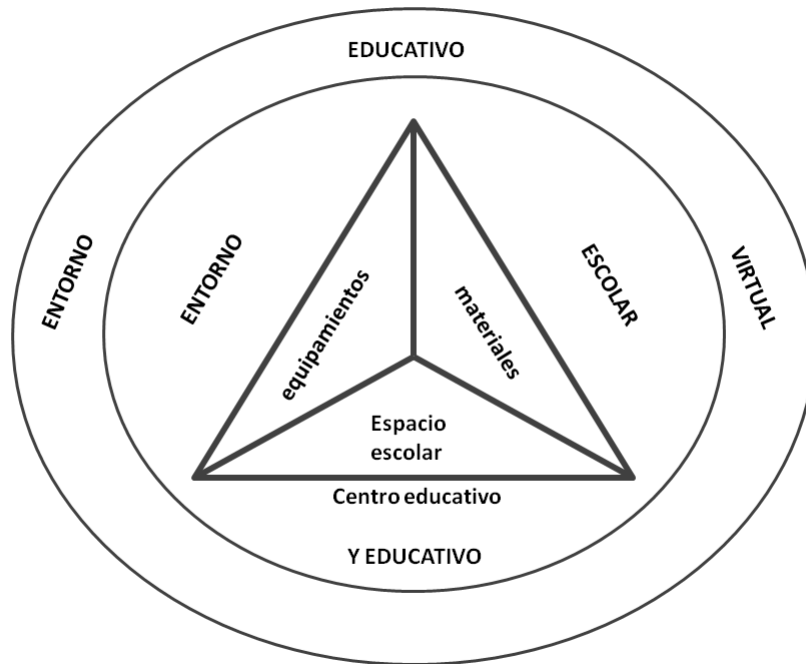 EDUCATIVO
ENTORNO
VIRTUAL
ENTORNO
ESCOLAR
equipamientos
materiales
Espacio
escolar
Centro educativo
Y EDUCATIVO